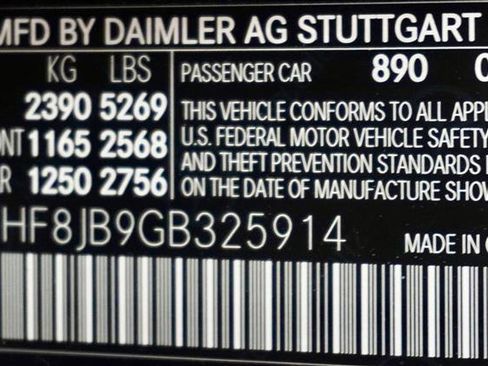 MFD BY DAIMLER AG STUTTGART
KG LBS
2390 5269
NT 1165 2568
R 1250 2756
PASSENGER CAR 890 0
THIS VEHICLE CONFORMS TO ALL APPL
U.S. FEDERAL MOTOR VEHICLE SAFETY
AND THEFT PREVENTION STANDARDS
ON THE DATE OF MANUFACTURE SHOW
HF8JB9GB325914
MADE IN